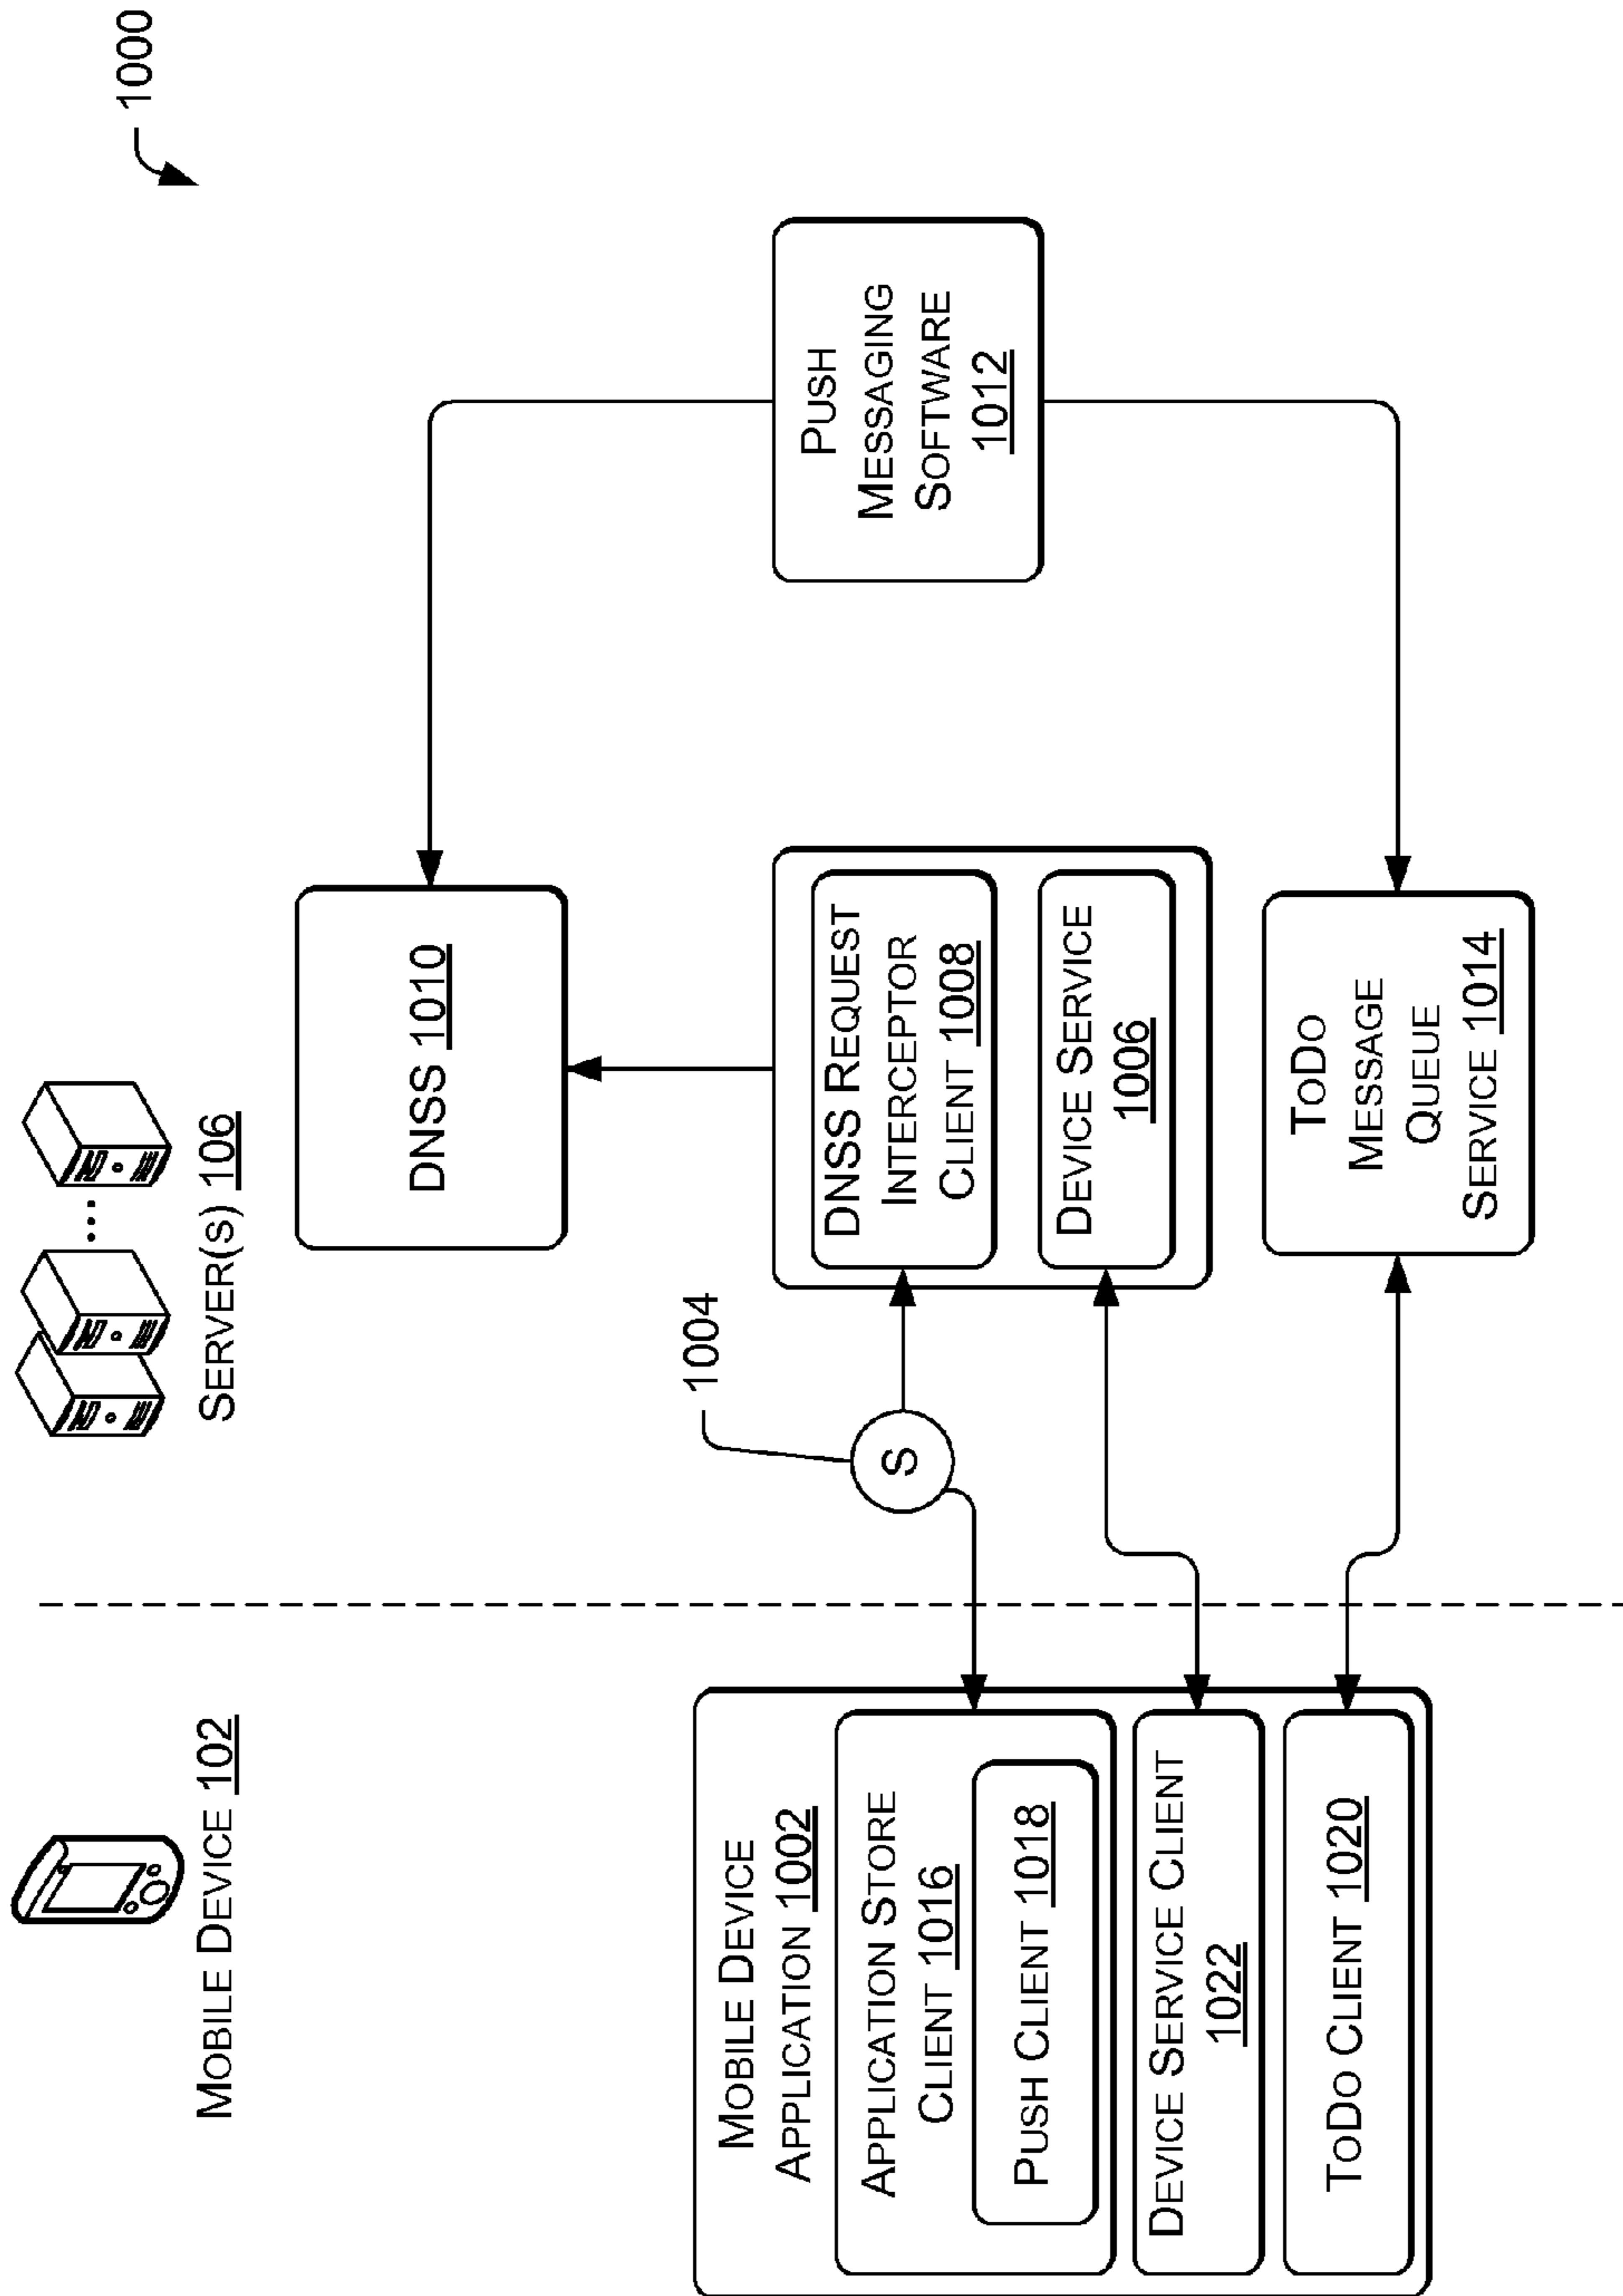 1000
MOBILE DEVICE 102
SERVER(S) 106
MOBILE DEVICE
APPLICATION 1002
APPLICATION STORE
CLIENT 1016
PUSH CLIENT 1018
DEVICE SERVICE CLIENT
1022
TODO CLIENT 1020
1004
S
DNSS 1010
DNSS REQUEST
INTERCEPTOR
CLIENT 1008
DEVICE SERVICE
1006
TODO
MESSAGE
QUEUE
SERVICE 1014
PUSH
MESSAGING
SOFTWARE
1012